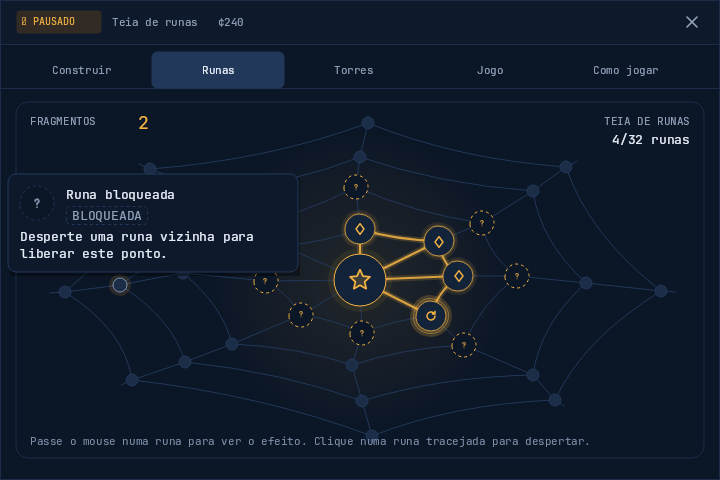 PAUSADO Teia de runas $240
Construir Runas Torres Jogo Como jogar
FRAGMENTOS 2
TEIA DE RUNAS
4/32 runas
? Runa bloqueada
BLOQUEADA
Desperte uma runa vizinha para
liberar este ponto.
?
?
?
?
?
?
?
Passe o mouse numa runa para ver o efeito. Clique numa runa tracejada para despertar.